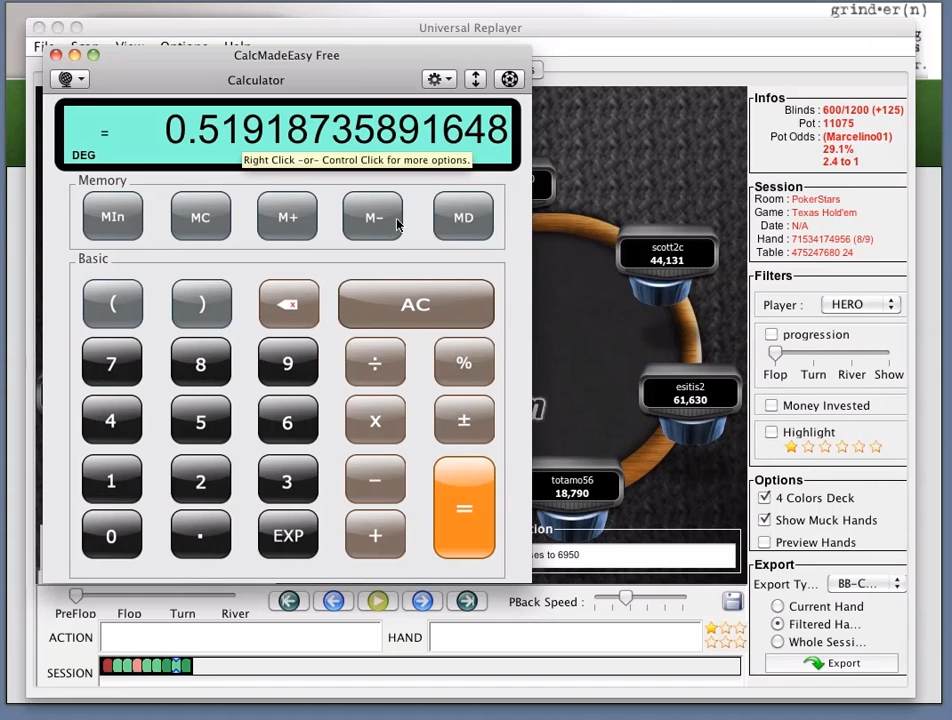 grind•er(n)
Universal Replayer
CalcMadeEasy Free
Calculator
= 0.51918735891648
DEG
Right Click -or- Control Click for more options.
Memory
MIn MC M+ M- MD
Basic
( ) AC
7 8 9 ÷ %
4 5 6 x ±
1 2 3 − =
0 . EXP +
scott2c
44,131
esitis2
61,630
totamo56
18,790
es to 6950
Infos
Blinds : 600/1200 (+125)
Pot : 11075
Pot Odds : (Marcelino01)
29.1%
2.4 to 1
Session
Room : PokerStars
Game : Texas Hold'em
Date : N/A
Hand : 71534174956 (8/9)
Table : 475247680 24
Filters
Player : HERO
progression
Flop Turn River Show
Money Invested
Highlight
Options
4 Colors Deck
Show Muck Hands
Preview Hands
Export
Export Ty... BB-C...
Current Hand
Filtered Ha...
Whole Sessi...
Export
PreFlop Flop Turn River
PBack Speed :
ACTION HAND
SESSION